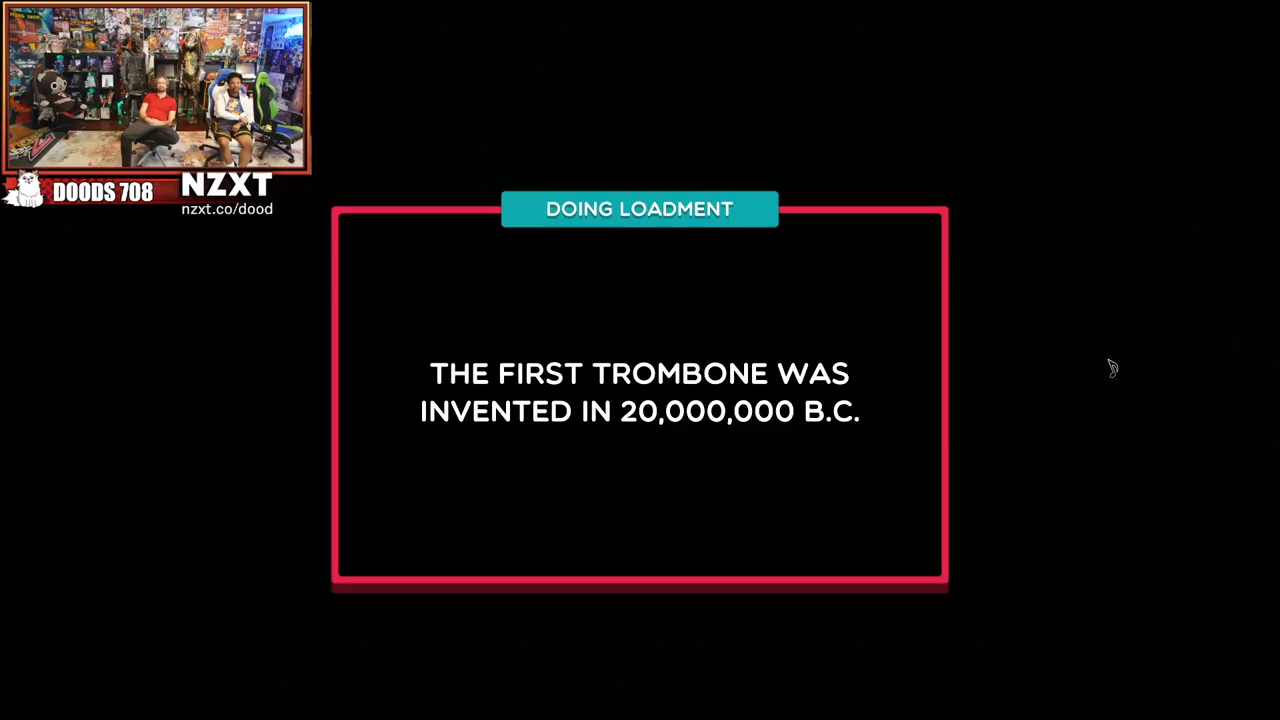 DOODS 708
NZXT
nzxt.co/dood
DOING LOADMENT
THE FIRST TROMBONE WAS
INVENTED IN 20,000,000 B.C.